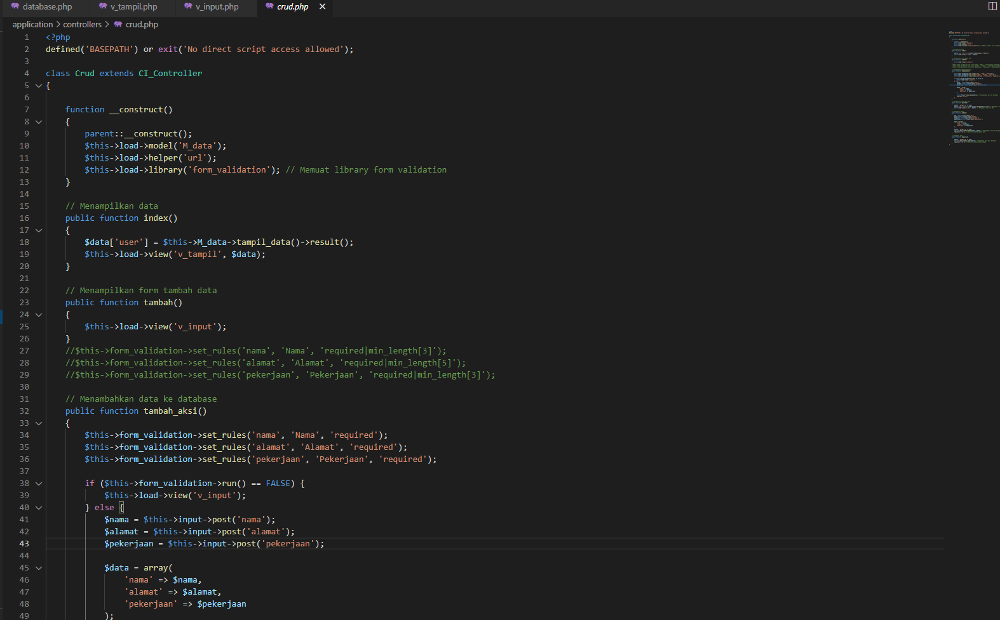 database.php v_tampil.php v_input.php crud.php
application > controllers > crud.php
1 <?php
2 defined('BASEPATH') or exit('No direct script access allowed');
3
4 class Crud extends CI_Controller
5 {
6
7 function __construct()
8 {
9 parent::__construct();
10 $this->load->model('M_data');
11 $this->load->helper('url');
12 $this->load->library('form_validation'); // Memuat library form validation
13 }
14
15 // Menampilkan data
16 public function index()
17 {
18 $data['user'] = $this->M_data->tampil_data()->result();
19 $this->load->view('v_tampil', $data);
20 }
21
22 // Menampilkan form tambah data
23 public function tambah()
24 {
25 $this->load->view('v_input');
26 }
27 //$this->form_validation->set_rules('nama', 'Nama', 'required|min_length[3]');
28 //$this->form_validation->set_rules('alamat', 'Alamat', 'required|min_length[5]');
29 //$this->form_validation->set_rules('pekerjaan', 'Pekerjaan', 'required|min_length[3]');
30
31 // Menambahkan data ke database
32 public function tambah_aksi()
33 {
34 $this->form_validation->set_rules('nama', 'Nama', 'required');
35 $this->form_validation->set_rules('alamat', 'Alamat', 'required');
36 $this->form_validation->set_rules('pekerjaan', 'Pekerjaan', 'required');
37
38 if ($this->form_validation->run() == FALSE) {
39 $this->load->view('v_input');
40 } else {
41 $nama = $this->input->post('nama');
42 $alamat = $this->input->post('alamat');
43 $pekerjaan = $this->input->post('pekerjaan');
44
45 $data = array(
46 'nama' => $nama,
47 'alamat' => $alamat,
48 'pekerjaan' => $pekerjaan
49 );